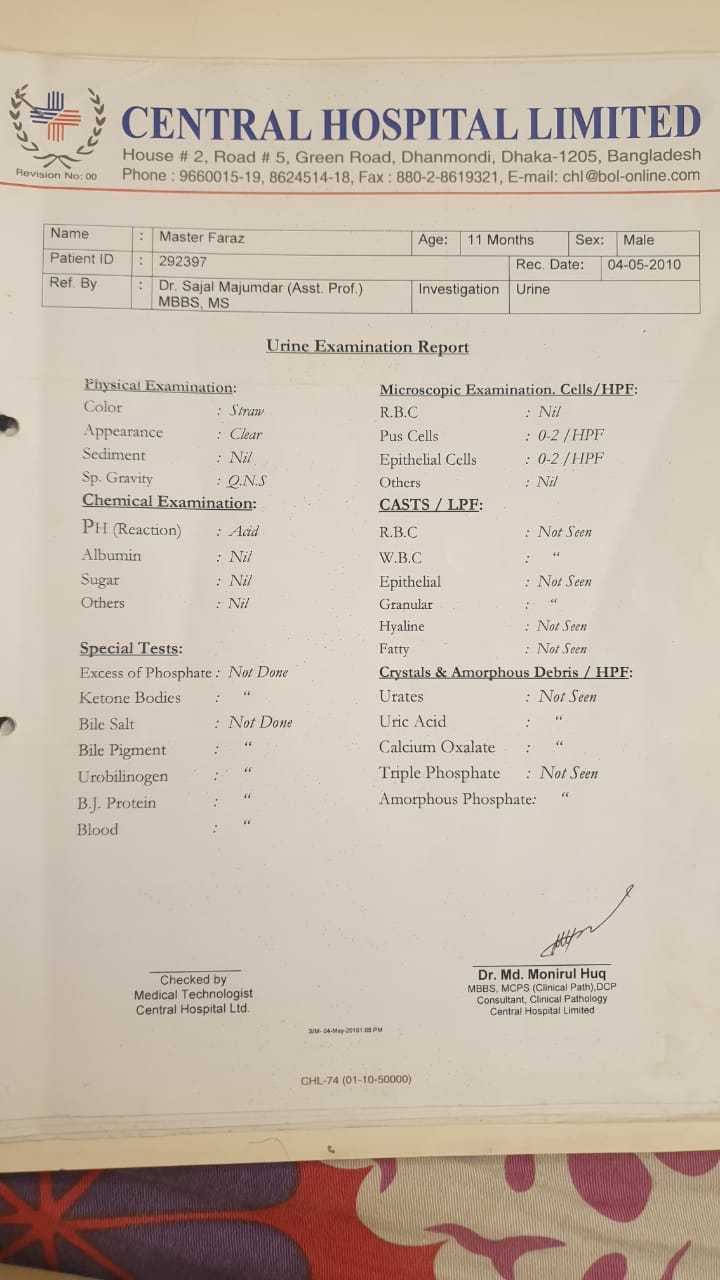 CENTRAL HOSPITAL LIMITED
House # 2, Road # 5, Green Road, Dhanmondi, Dhaka-1205, Bangladesh
Revision No: 00
Phone : 9660015-19, 8624514-18, Fax : 880-2-8619321, E-mail: chl@bol-online.com
Name : Master Faraz Age: 11 Months Sex: Male
Patient ID : 292397 Rec. Date: 04-05-2010
Ref. By : Dr. Sajal Majumdar (Asst. Prof.) Investigation Urine
MBBS, MS
Urine Examination Report
Physical Examination:
Color : Straw
Appearance : Clear
Sediment : Nil
Sp. Gravity : Q.N.S
Chemical Examination:
PH (Reaction) : Acid
Albumin : Nil
Sugar : Nil
Others : Nil
Special Tests:
Excess of Phosphate : Not Done
Ketone Bodies : “
Bile Salt : Not Done
Bile Pigment : “
Urobilinogen : “
B.J. Protein : “
Blood : “
Microscopic Examination. Cells/HPF:
R.B.C : Nil
Pus Cells : 0-2 /HPF
Epithelial Cells : 0-2 /HPF
Others : Nil
CASTS / LPF:
R.B.C : Not Seen
W.B.C : “
Epithelial : Not Seen
Granular : “
Hyaline : Not Seen
Fatty : Not Seen
Crystals & Amorphous Debris / HPF:
Urates : Not Seen
Uric Acid : “
Calcium Oxalate : “
Triple Phosphate : Not Seen
Amorphous Phosphate: “
Checked by
Medical Technologist
Central Hospital Ltd.
Dr. Md. Monirul Huq
MBBS, MCPS (Clinical Path),DCP
Consultant, Clinical Pathology
Central Hospital Limited
S/M- 04-May-20101:05 PM
CHL-74 (01-10-50000)